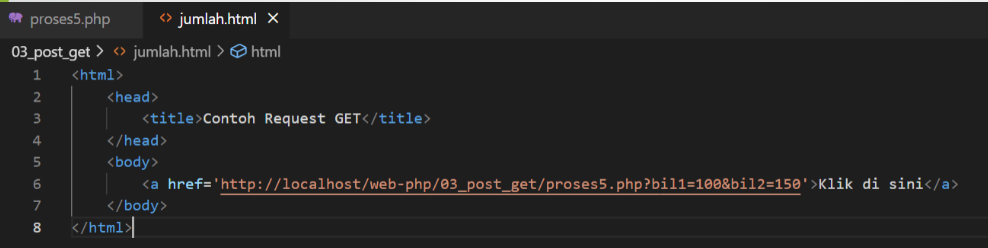 proses5.php jumlah.html ×
03_post_get > <> jumlah.html > html
1 <html>
2 <head>
3 <title>Contoh Request GET</title>
4 </head>
5 <body>
6 <a href='http://localhost/web-php/03_post_get/proses5.php?bil1=100&bil2=150'>Klik di sini</a>
7 </body>
8 </html>